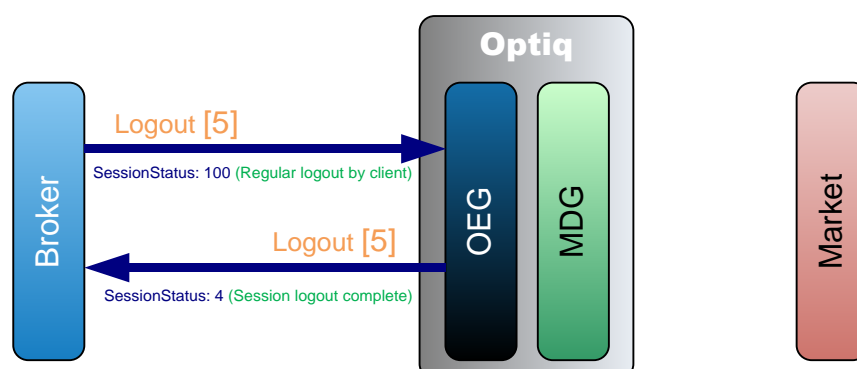 Optiq
Logout [5]
SessionStatus: 100 (Regular logout by client)
Broker
OEG
MDG
Market
Logout [5]
SessionStatus: 4 (Session logout complete)